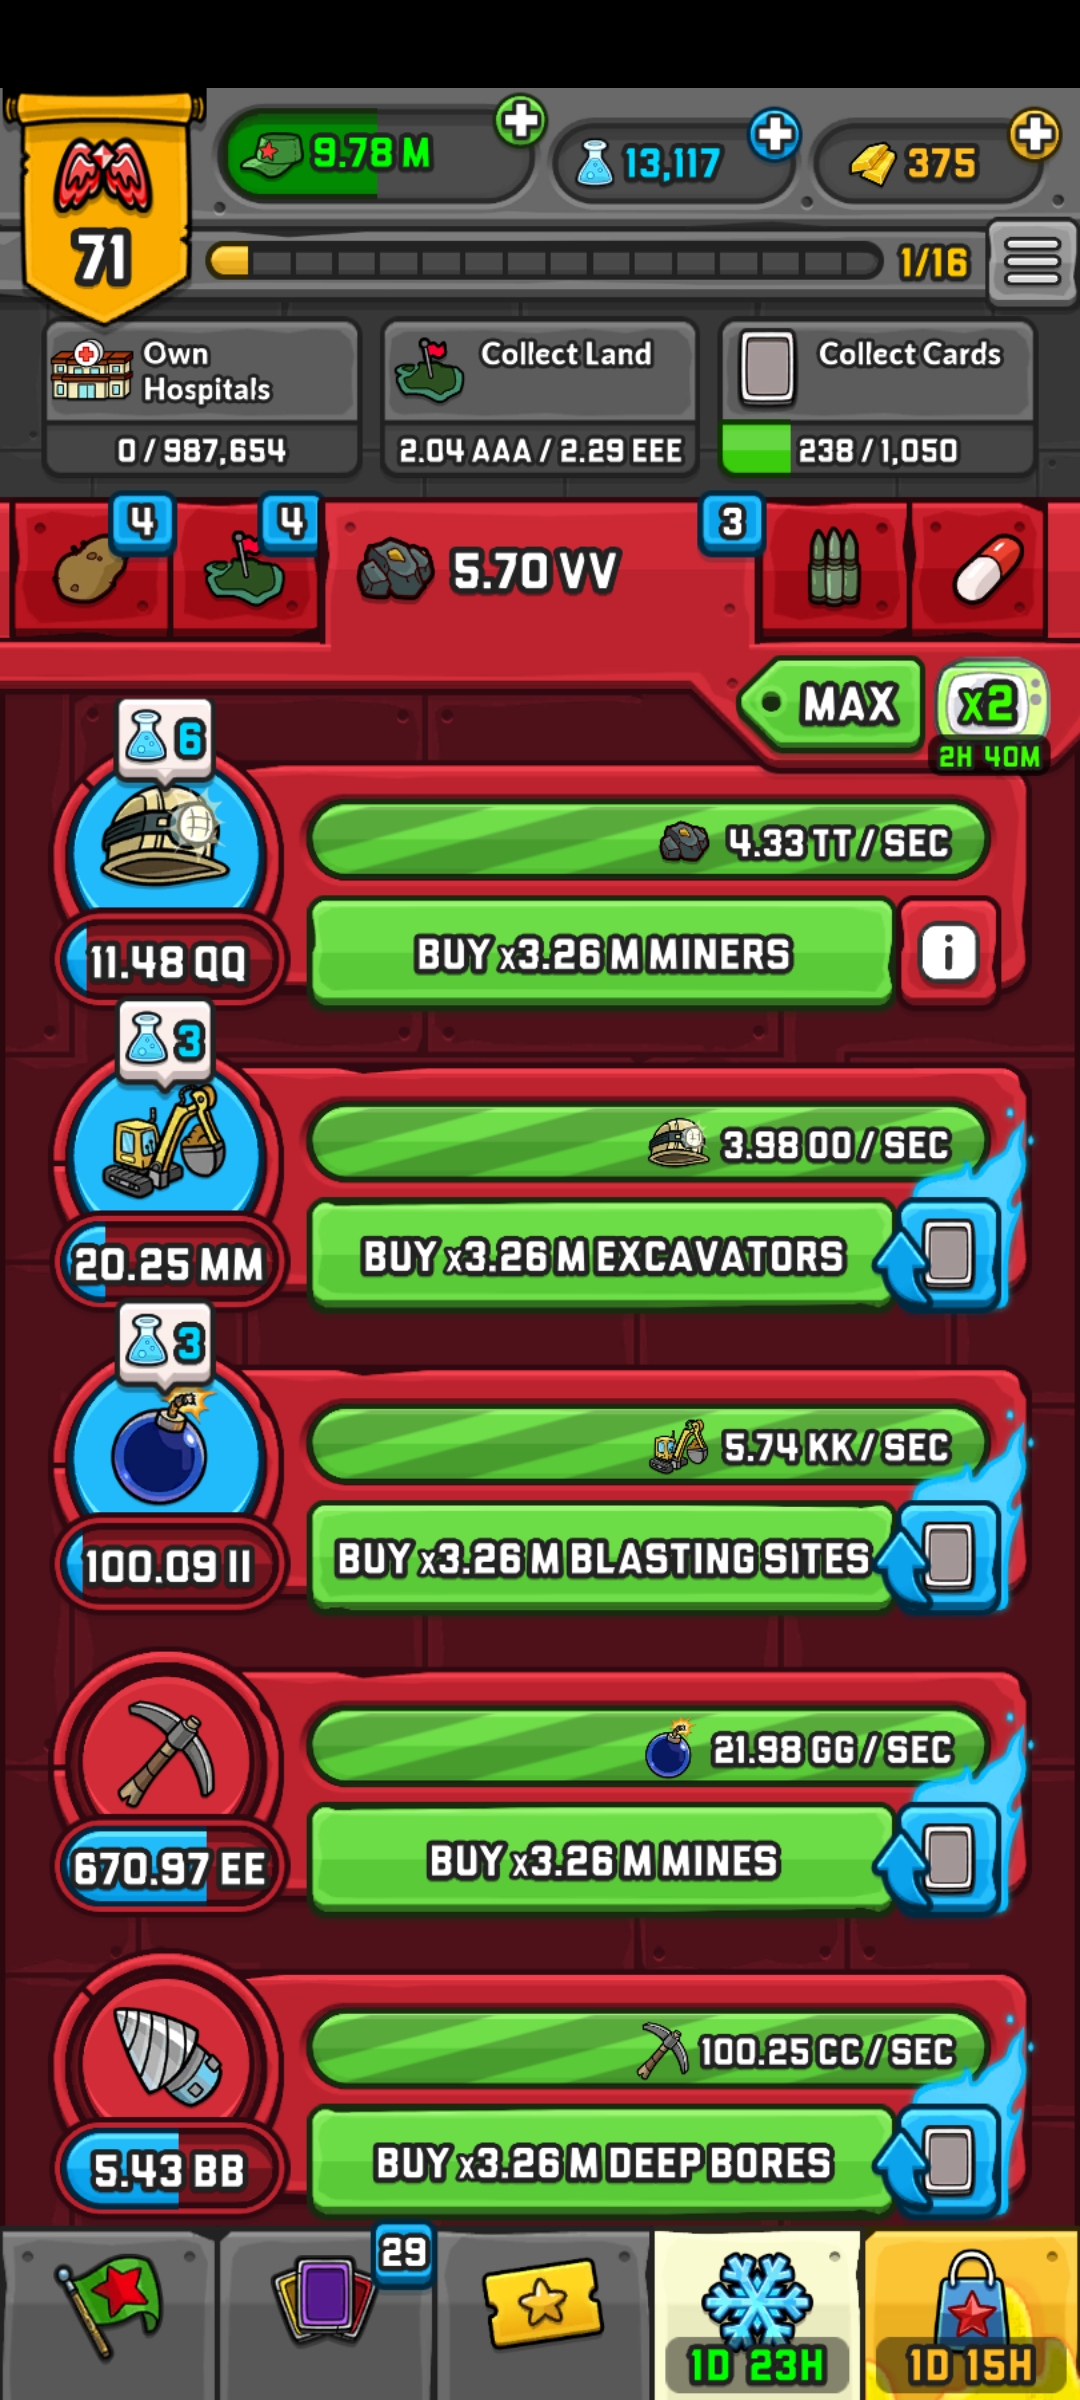 9.78 M
13,117
375
71
1/16
Own
Hospitals
0 / 987,654
Collect Land
2.04 AAA / 2.29 EEE
Collect Cards
238 / 1,050
4
4
5.70 VV
3
MAX
x2
2H 40M
6
4.33 TT / SEC
11.48 QQ
BUY x3.26 M MINERS
i
3
3.98 OO / SEC
20.25 MM
BUY x3.26 M EXCAVATORS
3
5.74 KK / SEC
100.09 II
BUY x3.26 M BLASTING SITES
21.98 GG / SEC
670.97 EE
BUY x3.26 M MINES
100.25 CC / SEC
5.43 BB
BUY x3.26 M DEEP BORES
29
1D 23H
1D 15H